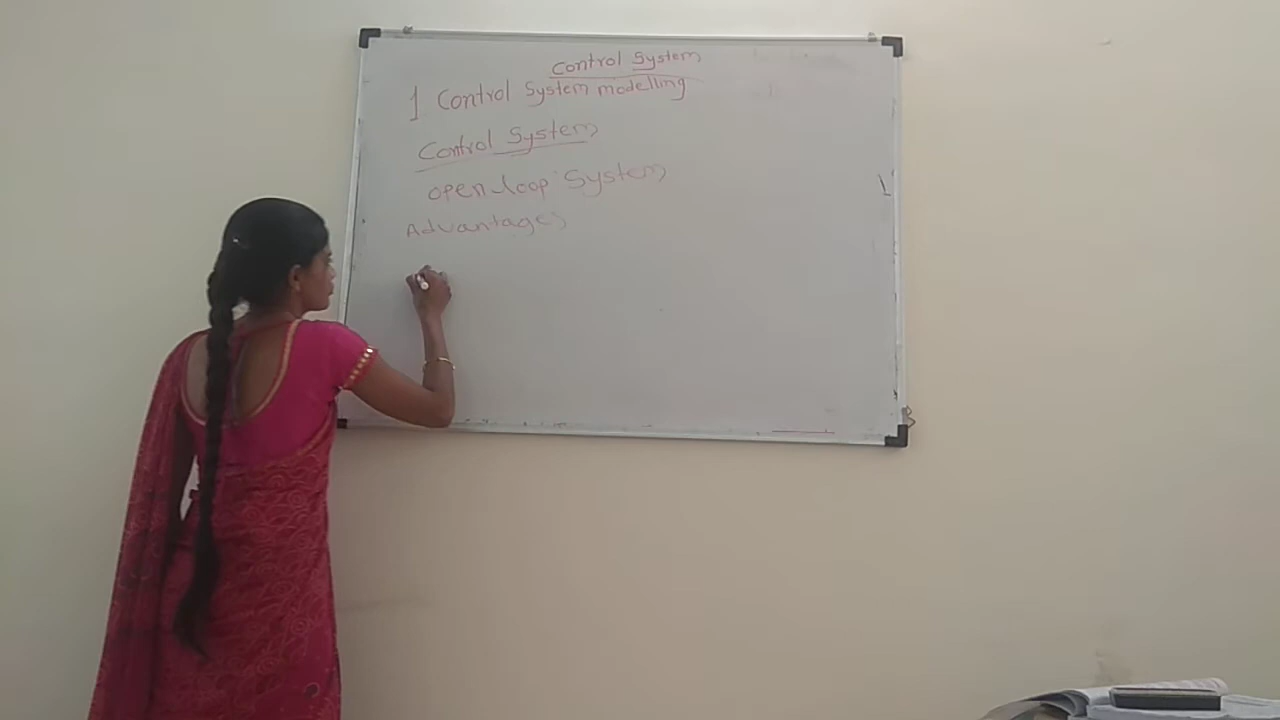 Control System
1 Control System modelling
Control System
open loop System
Advantages